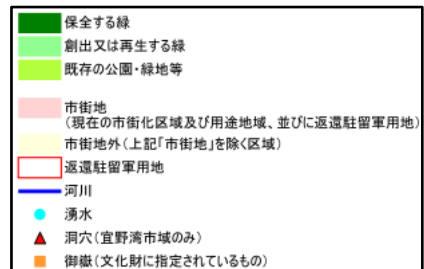 保全する緑
創出又は再生する緑
既存の公園・緑地等
市街地
(現在の市街化区域及び用途地域、並びに返還駐留軍用地)
市街地外(上記「市街地」を除く区域)
返還駐留軍用地
河川
湧水
洞穴(宜野湾市域のみ)
御嶽(文化財に指定されているもの)